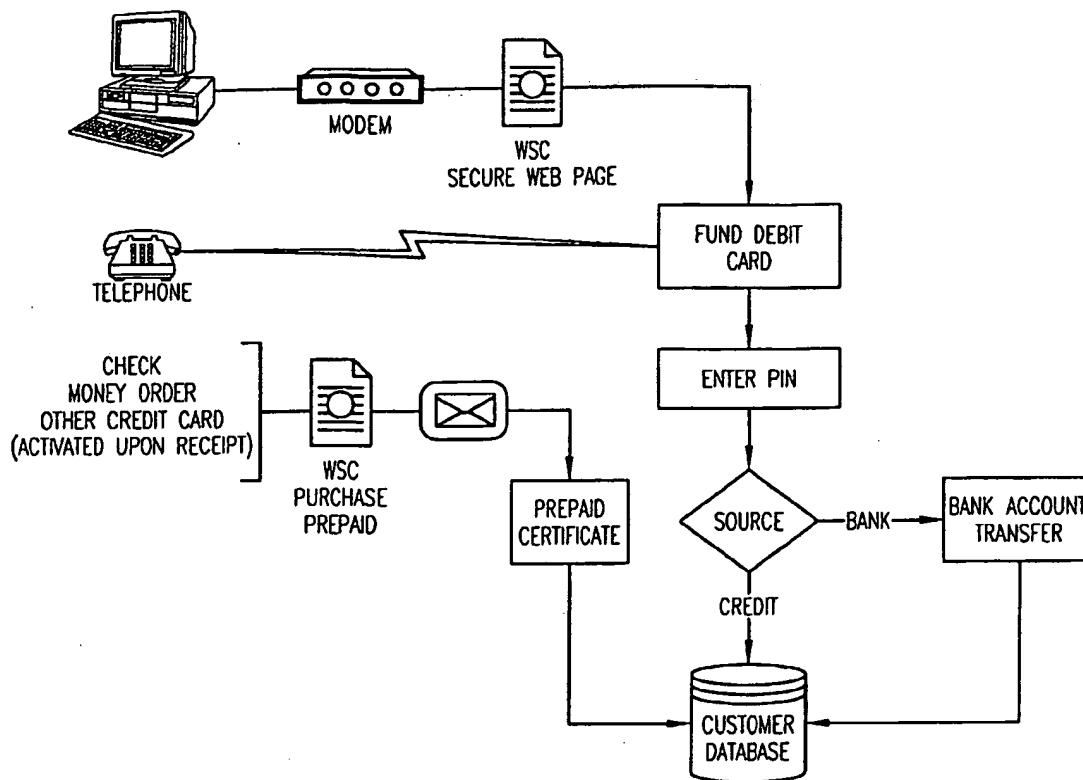 MODEM
WSC
SECURE WEB PAGE
FUND DEBIT
CARD
TELEPHONE
ENTER PIN
CHECK
MONEY ORDER
OTHER CREDIT CARD
(ACTIVATED UPON RECEIPT)
WSC
PURCHASE
PREPAID
PREPAID
CERTIFICATE
SOURCE
BANK
BANK ACCOUNT
TRANSFER
CREDIT
CUSTOMER
DATABASE